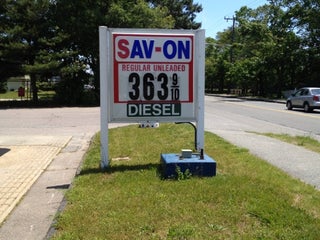 SAV-ON
REGULAR UNLEADED
363 9/10
DIESEL